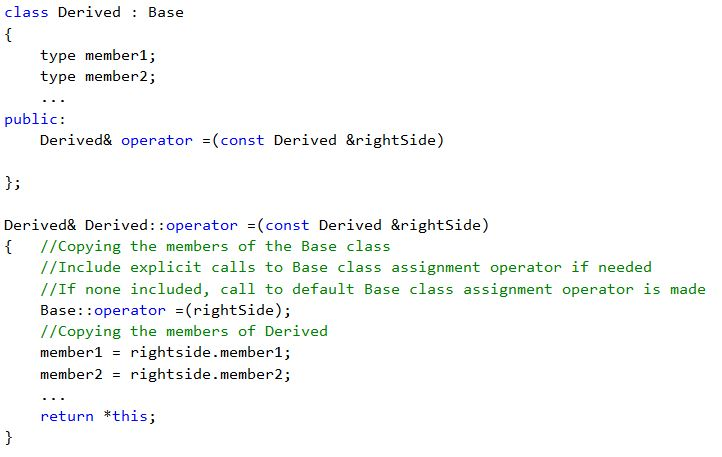 class Derived : Base
{
    type member1;
    type member2;
    ...
public:
    Derived& operator =(const Derived &rightSide)

};

Derived& Derived::operator =(const Derived &rightSide)
{   //Copying the members of the Base class
    //Include explicit calls to Base class assignment operator if needed
    //If none included, call to default Base class assignment operator is made
    Base::operator =(rightSide);
    //Copying the members of Derived
    member1 = rightside.member1;
    member2 = rightside.member2;
    ...
    return *this;
}